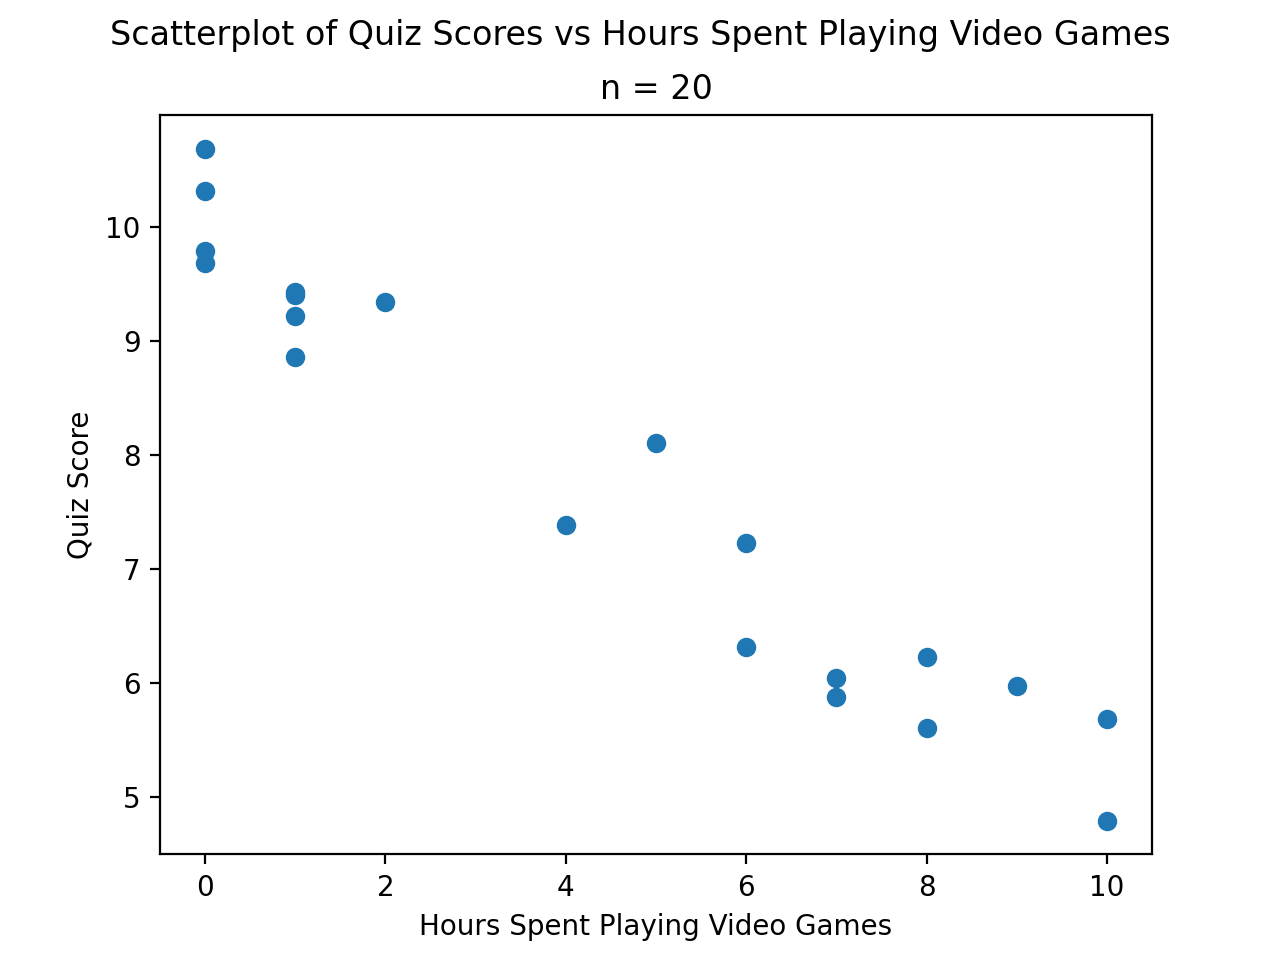 Scatterplot of Quiz Scores vs Hours Spent Playing Video Games
n = 20
10
9
8
7
6
5
Quiz Score
0 2 4 6 8 10
Hours Spent Playing Video Games